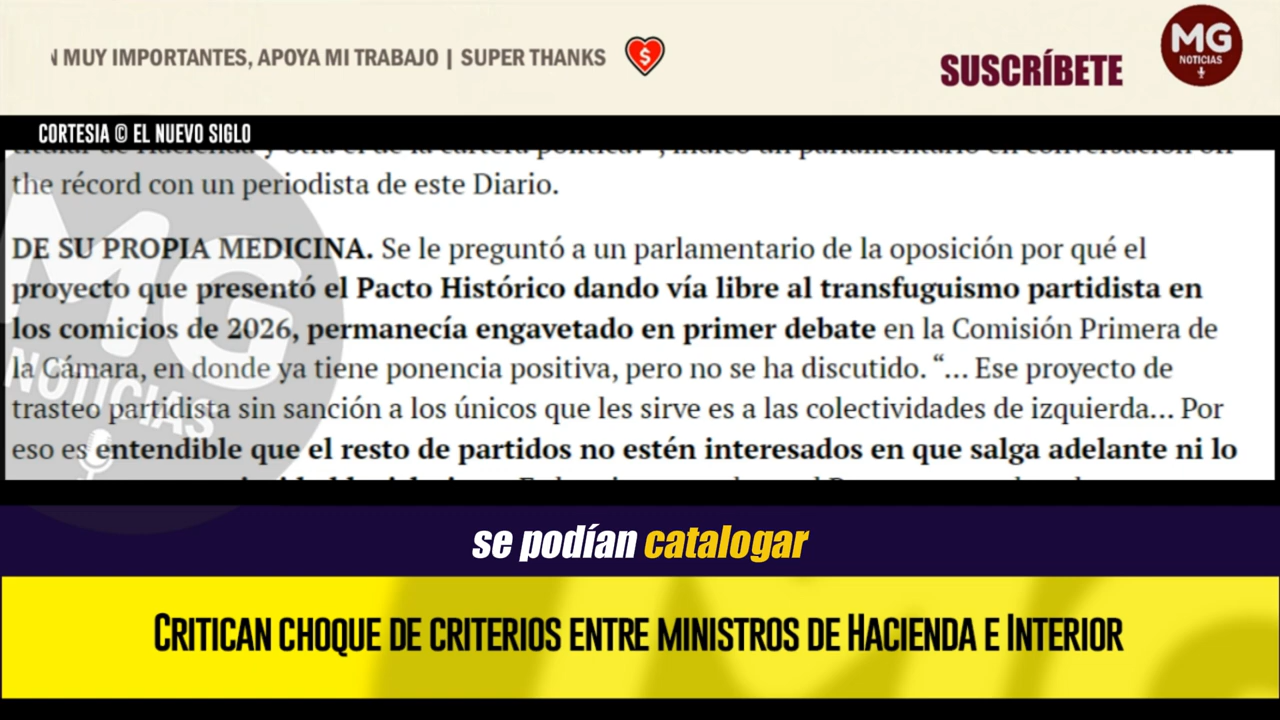 MUY IMPORTANTES, APOYA MI TRABAJO | SUPER THANKS
SUSCRÍBETE
MG
NOTICIAS
CORTESIA © EL NUEVO SIGLO
the récord con un periodista de este Diario.
DE SU PROPIA MEDICINA. Se le preguntó a un parlamentario de la oposición por qué el
proyecto que presentó el Pacto Histórico dando vía libre al transfuguismo partidista en
los comicios de 2026, permanecía engavetado en primer debate en la Comisión Primera de
la Cámara, en donde ya tiene ponencia positiva, pero no se ha discutido. “... Ese proyecto de
trasteo partidista sin sanción a los únicos que les sirve es a las colectividades de izquierda... Por
eso es entendible que el resto de partidos no estén interesados en que salga adelante ni lo
MG
NOTICIAS
se podían catalogar
CRITICAN CHOQUE DE CRITERIOS ENTRE MINISTROS DE HACIENDA E INTERIOR